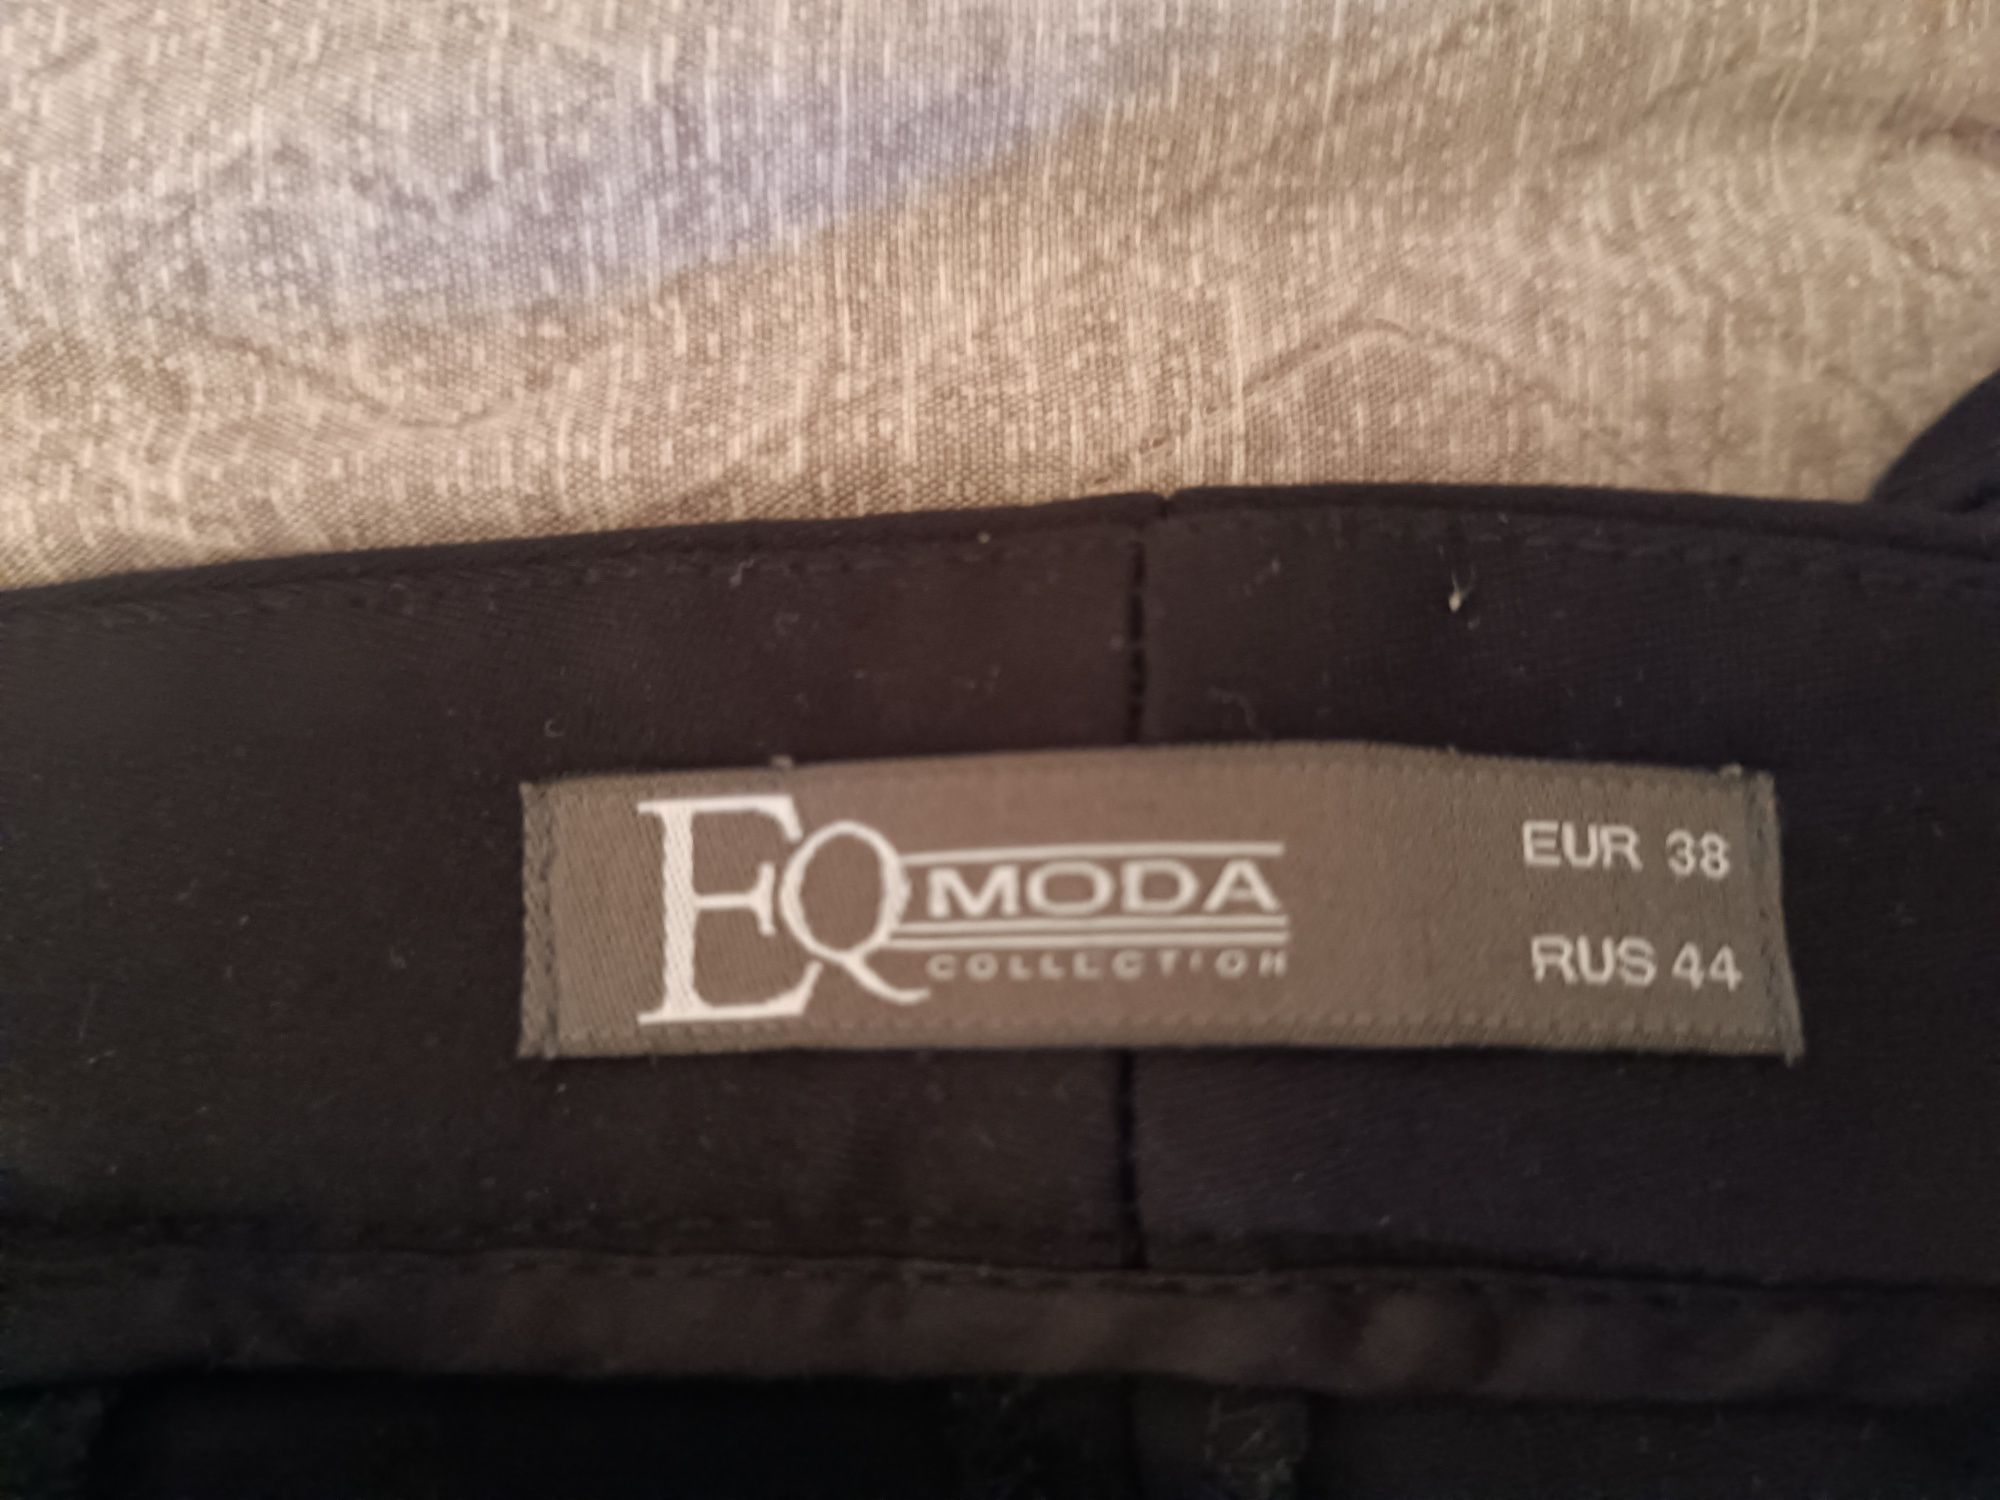 EQ MODA
COLLECTION
EUR 38
RUS 44